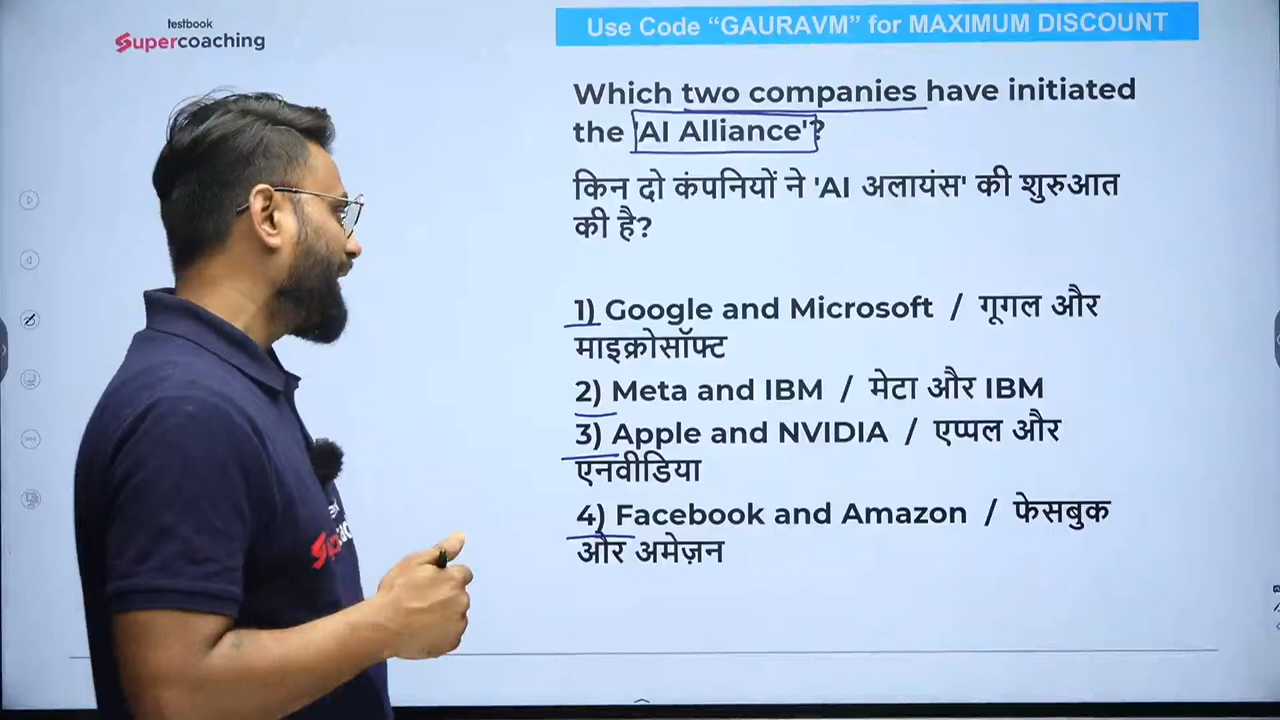 testbook
Supercoaching
Use Code “GAURAVM” for MAXIMUM DISCOUNT
Which two companies have initiated
the 'AI Alliance'?
किन दो कंपनियों ने 'AI अलायंस' की शुरुआत
की है?
1) Google and Microsoft / गूगल और
माइक्रोसॉफ्ट
2) Meta and IBM / मेटा और IBM
3) Apple and NVIDIA / एप्पल और
एनवीडिया
4) Facebook and Amazon / फेसबुक
और अमेज़न